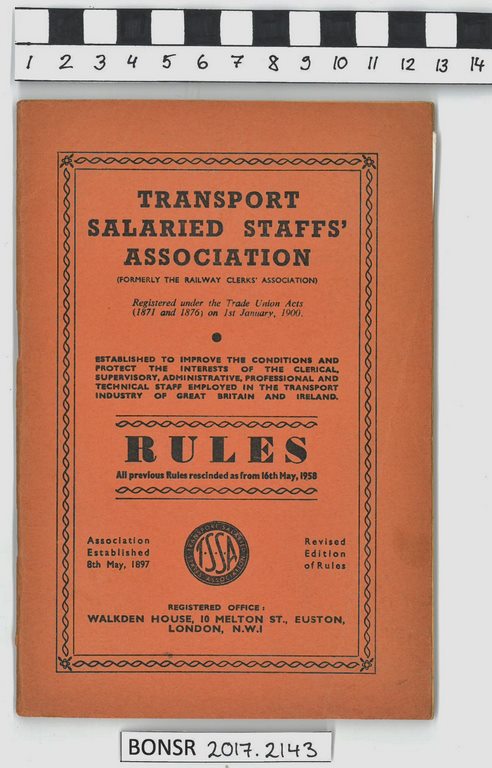 1 2 3 4 5 6 7 8 9 10 11 12 13 14
TRANSPORT
SALARIED STAFFS'
ASSOCIATION
(FORMERLY THE RAILWAY CLERKS' ASSOCIATION)
Registered under the Trade Union Acts
(1871 and 1876) on 1st January, 1900.
ESTABLISHED TO IMPROVE THE CONDITIONS AND
PROTECT THE INTERESTS OF THE CLERICAL,
SUPERVISORY, ADMINISTRATIVE, PROFESSIONAL AND
TECHNICAL STAFF EMPLOYED IN THE TRANSPORT
INDUSTRY OF GREAT BRITAIN AND IRELAND.
RULES
All previous Rules rescinded as from 16th May, 1958
Association
Established
8th May, 1897
TRANSPORT SALARIED
TSSA
STAFFS ASSOCIATION
Revised
Edition
of Rules
REGISTERED OFFICE:
WALKDEN HOUSE, 10 MELTON ST., EUSTON,
LONDON, N.W.1
BONSR 2017.2143